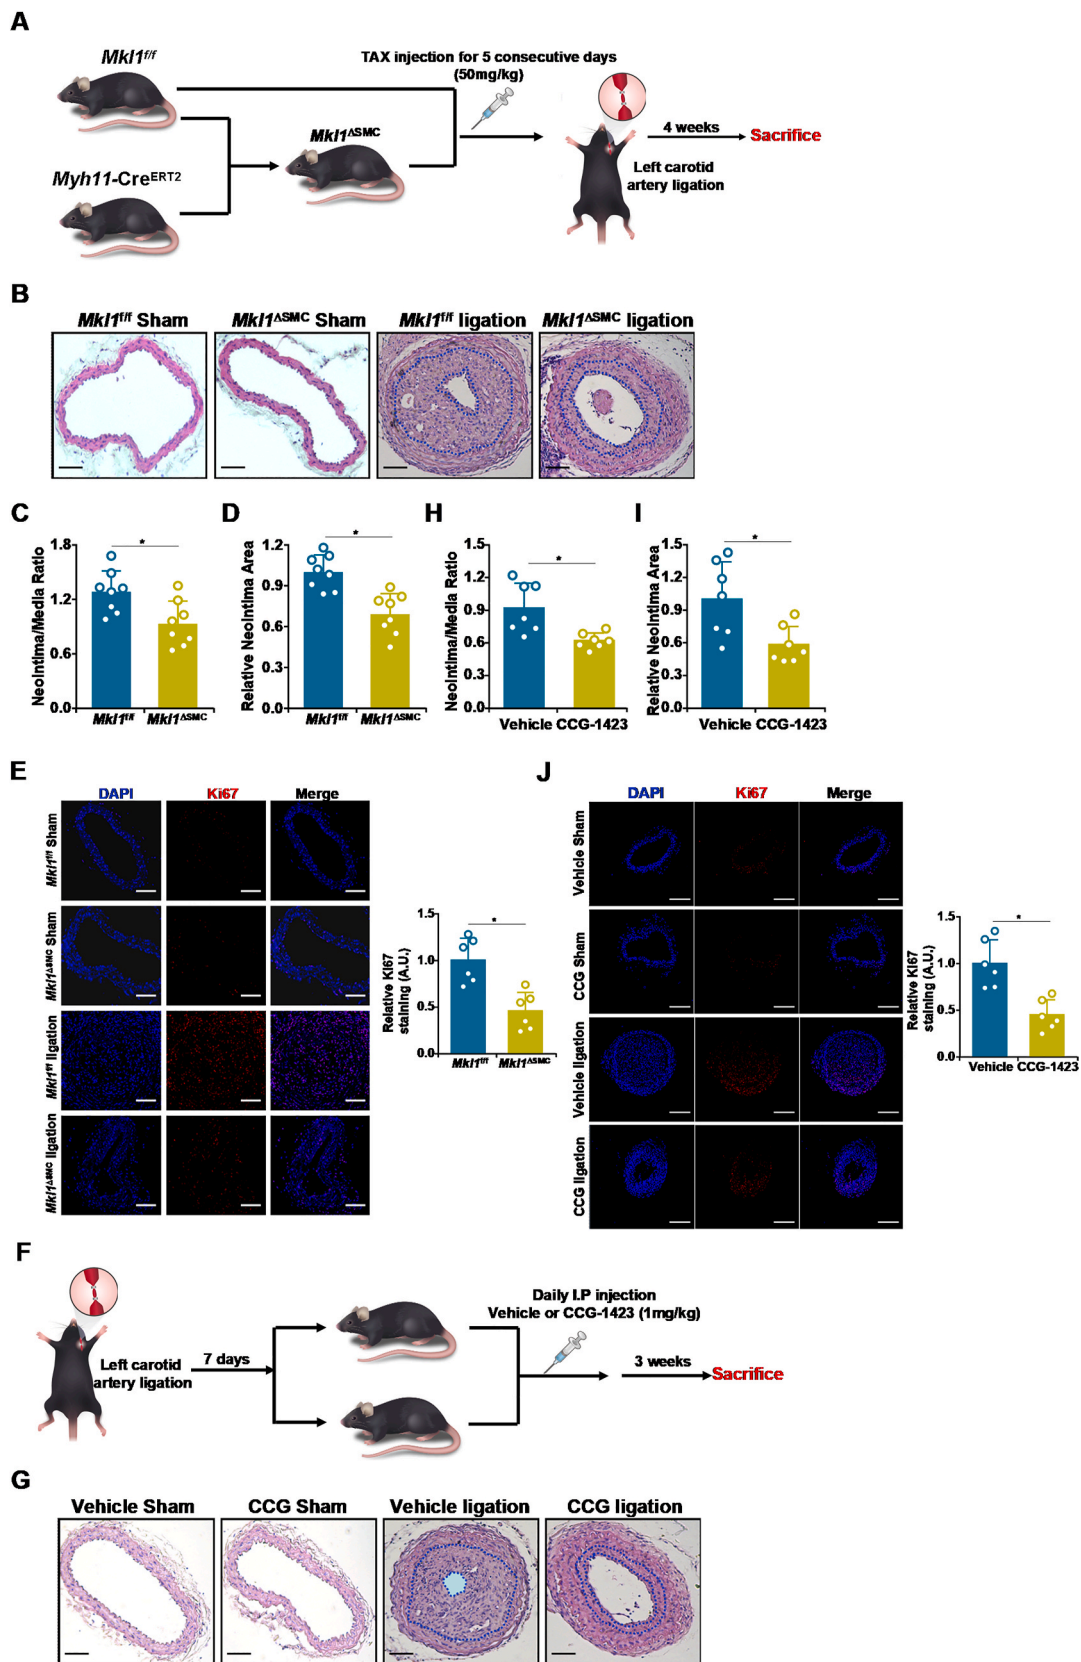 A
Mkl1f/f
TAX injection for 5 consecutive days
(50mg/kg)
Mkl1ΔSMC
Myh11-CreERT2
4 weeks
Sacrifice
Left carotid
artery ligation
B
Mkl1f/f Sham
Mkl1ΔSMC Sham
Mkl1f/f ligation
Mkl1ΔSMC ligation
C
NeoIntima/Media Ratio
1.8
1.2
0.6
0.0
*
Mkl1f/f
Mkl1ΔSMC
D
Relative NeoIntima Area
1.2
0.9
0.6
0.3
0.0
*
Mkl1f/f
Mkl1ΔSMC
H
NeoIntima/Media Ratio
1.5
1.2
0.9
0.6
0.3
0.0
*
Vehicle CCG-1423
I
Relative NeoIntima Area
1.5
1.2
0.9
0.6
0.3
0.0
*
Vehicle CCG-1423
E
DAPI
Ki67
Merge
Mkl1f/f Sham
Mkl1ΔSMC Sham
Mkl1f/f ligation
Mkl1ΔSMC ligation
Relative Ki67
staining (A.U.)
1.5
1.0
0.5
0.0
*
Mkl1f/f
Mkl1ΔSMC
J
DAPI
Ki67
Merge
Vehicle Sham
CCG Sham
Vehicle ligation
CCG ligation
Relative Ki67
staining (A.U.)
1.5
1.0
0.5
0.0
*
Vehicle CCG-1423
F
Left carotid
artery ligation
7 days
Daily I.P injection
Vehicle or CCG-1423 (1mg/kg)
3 weeks
Sacrifice
G
Vehicle Sham
CCG Sham
Vehicle ligation
CCG ligation